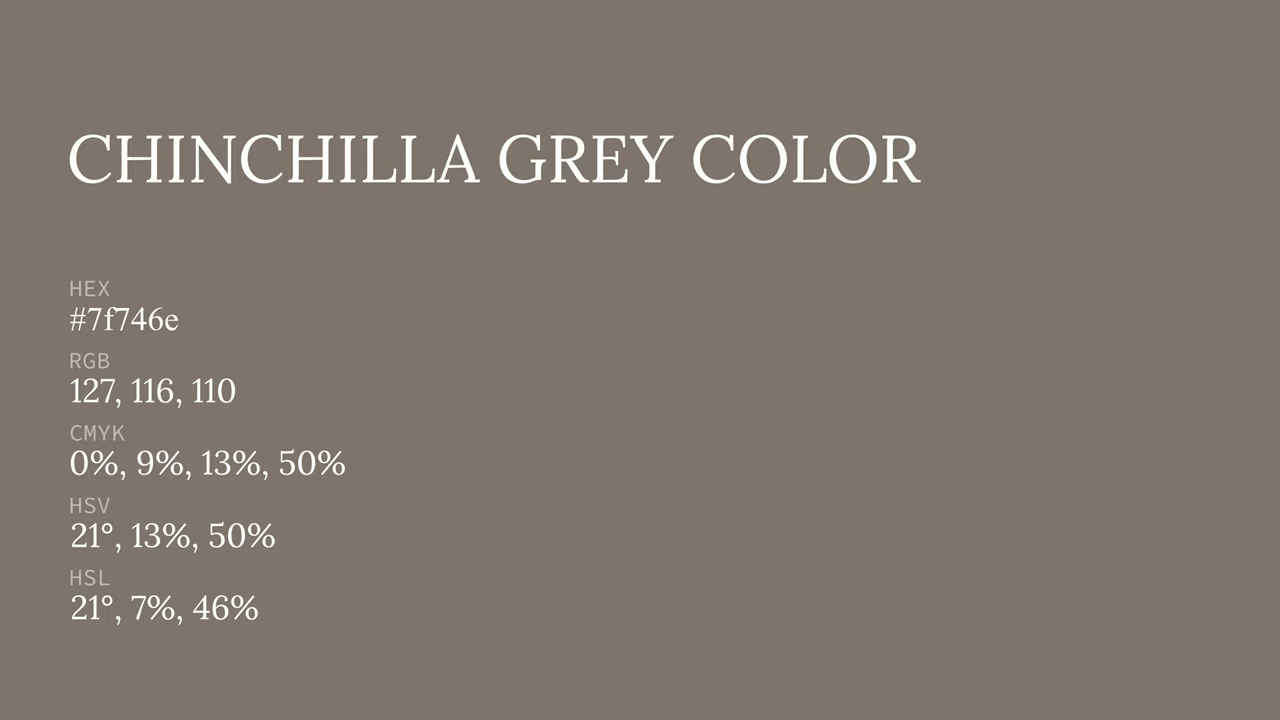 CHINCHILLA GREY COLOR
HEX
#7f746e
RGB
127, 116, 110
CMYK
0%, 9%, 13%, 50%
HSV
21°, 13%, 50%
HSL
21°, 7%, 46%